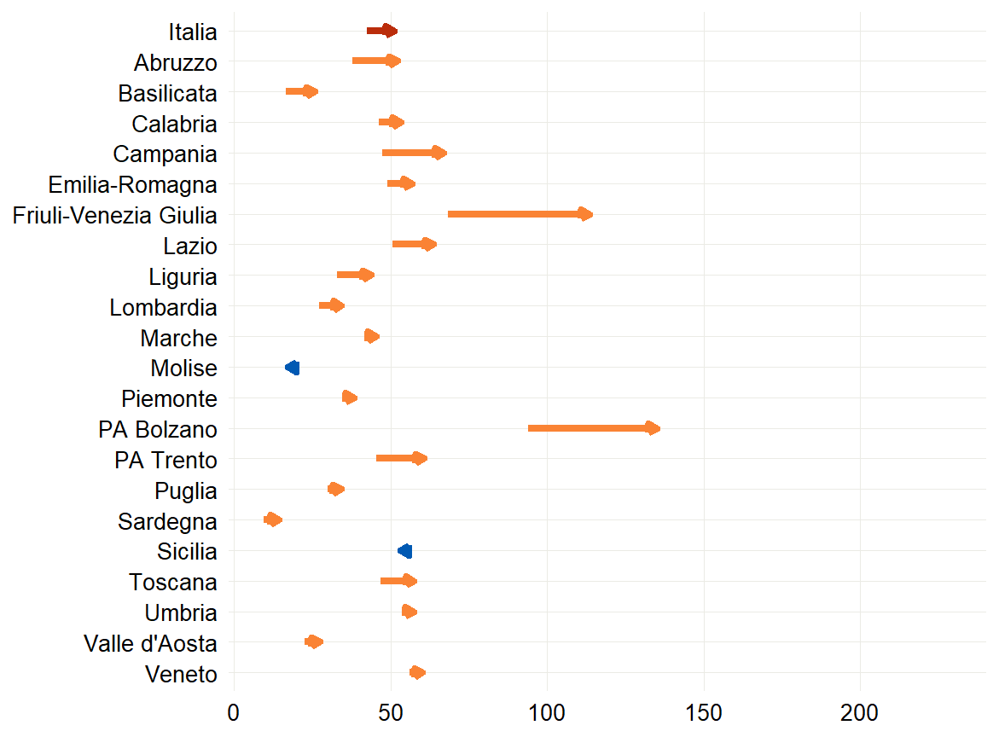 Italia
Abruzzo
Basilicata
Calabria
Campania
Emilia-Romagna
Friuli-Venezia Giulia
Lazio
Liguria
Lombardia
Marche
Molise
Piemonte
PA Bolzano
PA Trento
Puglia
Sardegna
Sicilia
Toscana
Umbria
Valle d'Aosta
Veneto
0 50 100 150 200